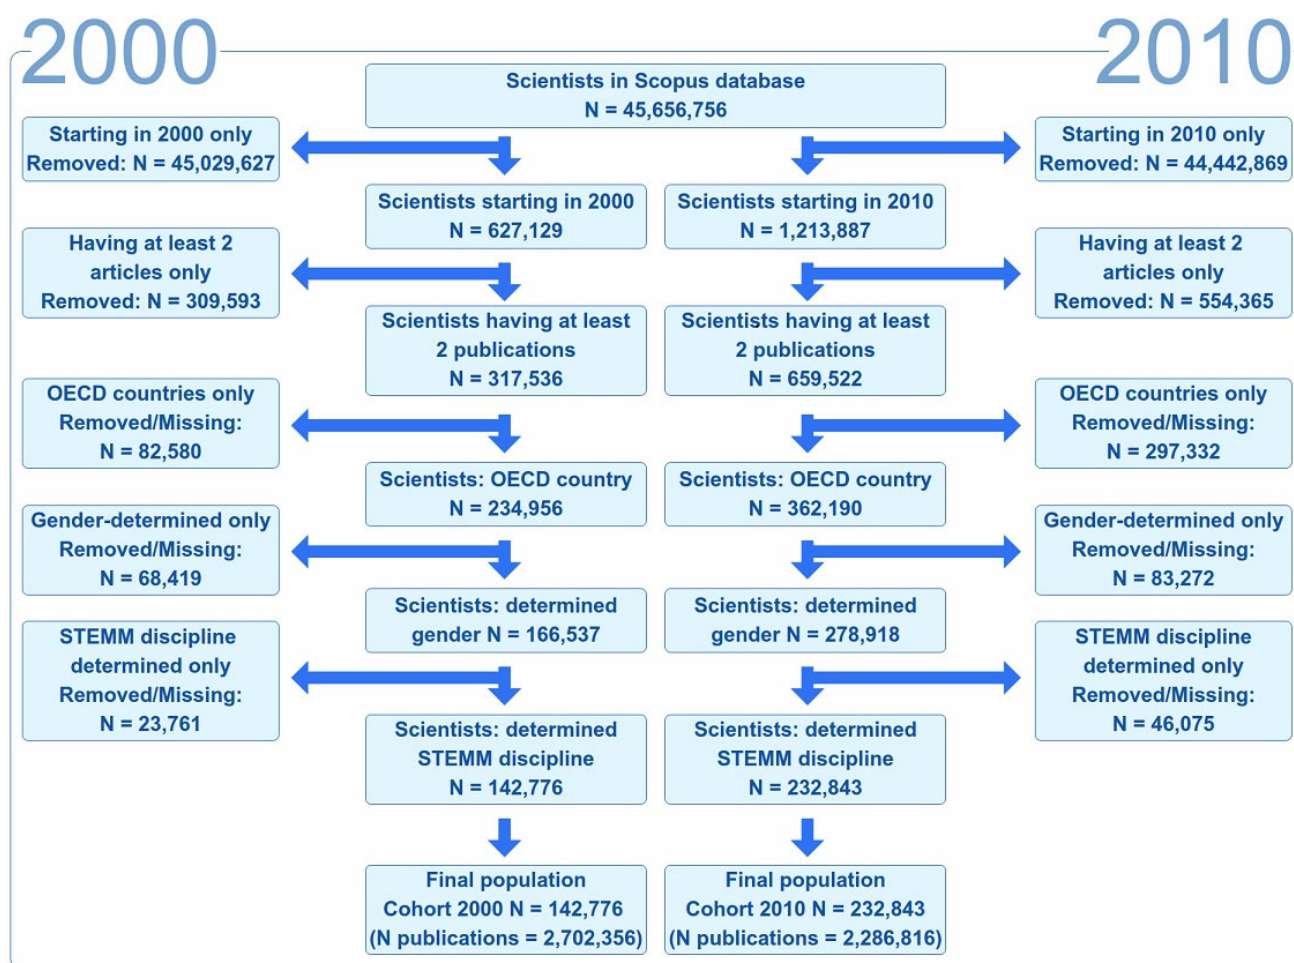 2000
2010
Scientists in Scopus database
N = 45,656,756
Starting in 2000 only
Removed: N = 45,029,627
Starting in 2010 only
Removed: N = 44,442,869
Scientists starting in 2000
N = 627,129
Scientists starting in 2010
N = 1,213,887
Having at least 2
articles only
Removed: N = 309,593
Having at least 2
articles only
Removed: N = 554,365
Scientists having at least
2 publications
N = 317,536
Scientists having at least
2 publications
N = 659,522
OECD countries only
Removed/Missing:
N = 82,580
OECD countries only
Removed/Missing:
N = 297,332
Scientists: OECD country
N = 234,956
Scientists: OECD country
N = 362,190
Gender-determined only
Removed/Missing:
N = 68,419
Gender-determined only
Removed/Missing:
N = 83,272
Scientists: determined
gender N = 166,537
Scientists: determined
gender N = 278,918
STEMM discipline
determined only
Removed/Missing:
N = 23,761
STEMM discipline
determined only
Removed/Missing:
N = 46,075
Scientists: determined
STEMM discipline
N = 142,776
Scientists: determined
STEMM discipline
N = 232,843
Final population
Cohort 2000 N = 142,776
(N publications = 2,702,356)
Final population
Cohort 2010 N = 232,843
(N publications = 2,286,816)